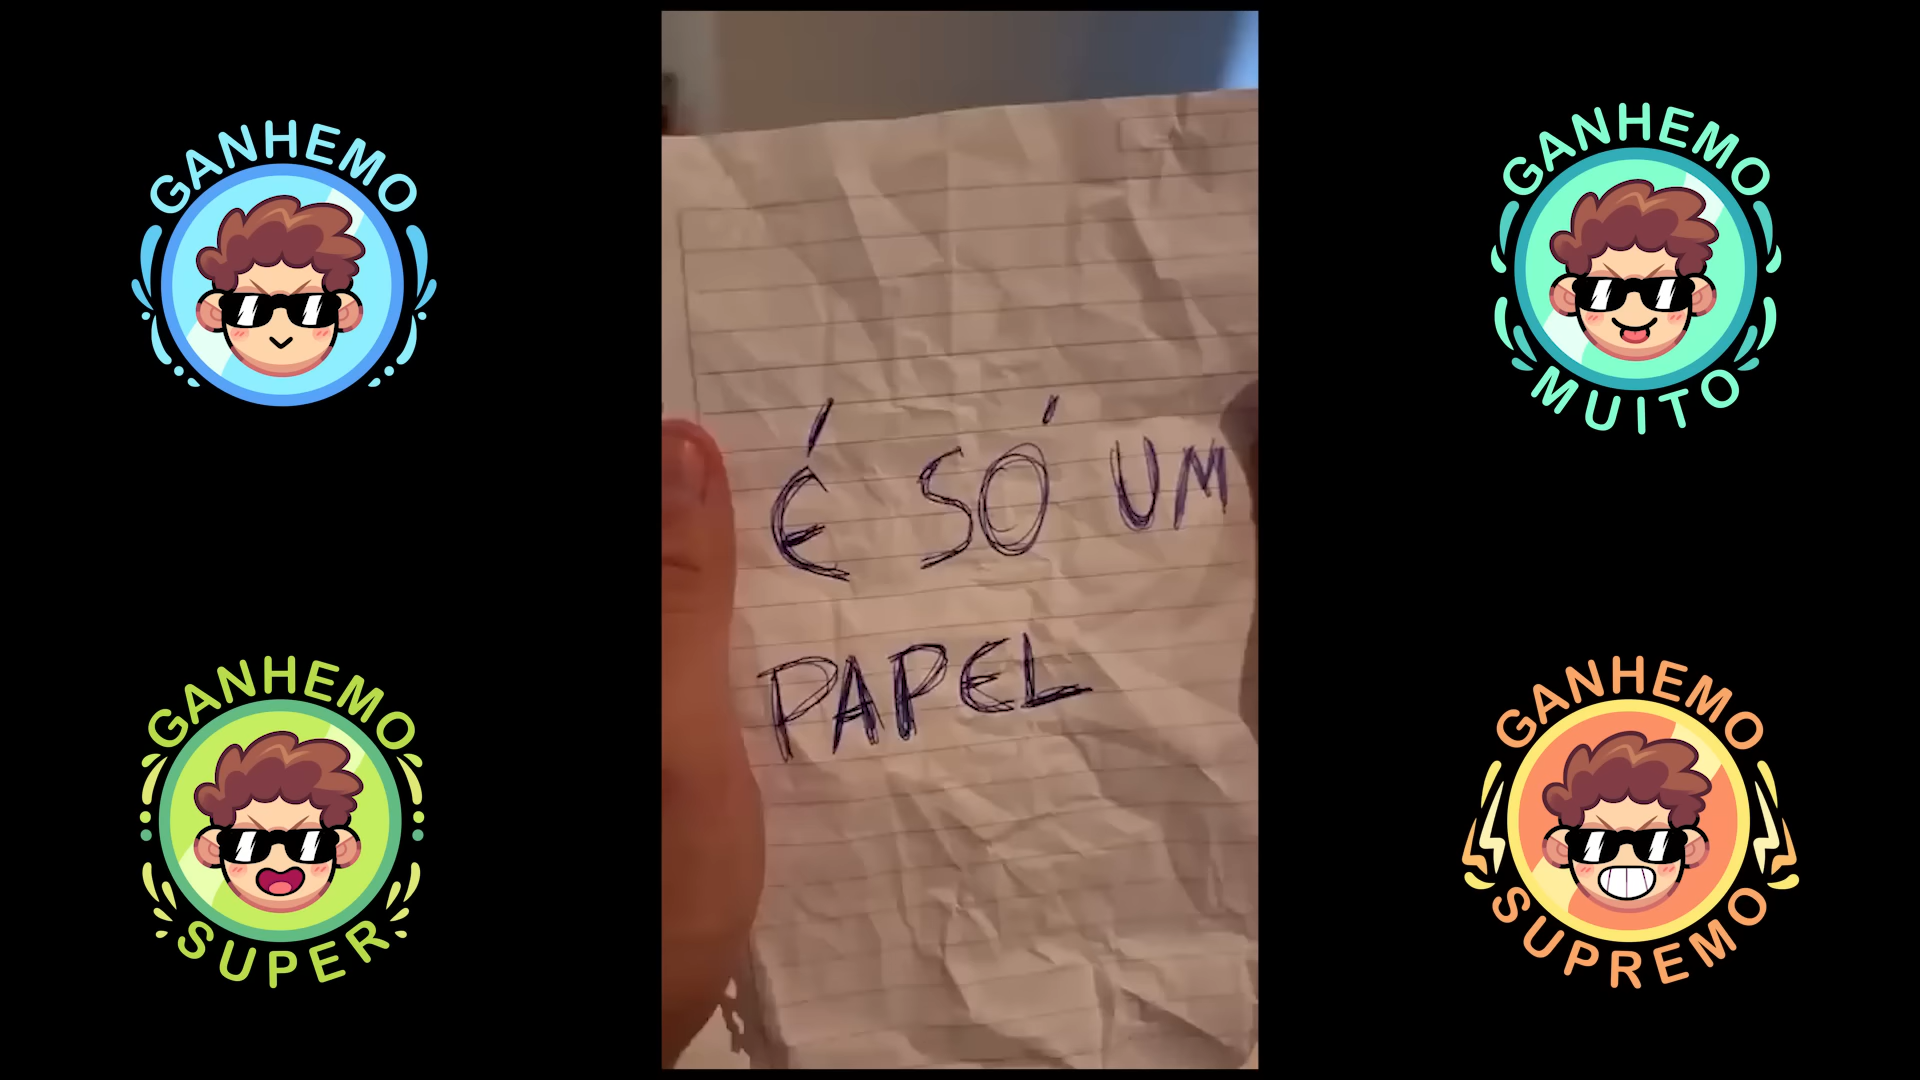 GANHEMO
GANHEMO
MUITO
É SÓ UM
PAPEL
GANHEMO
SUPER
GANHEMO
SUPREMO